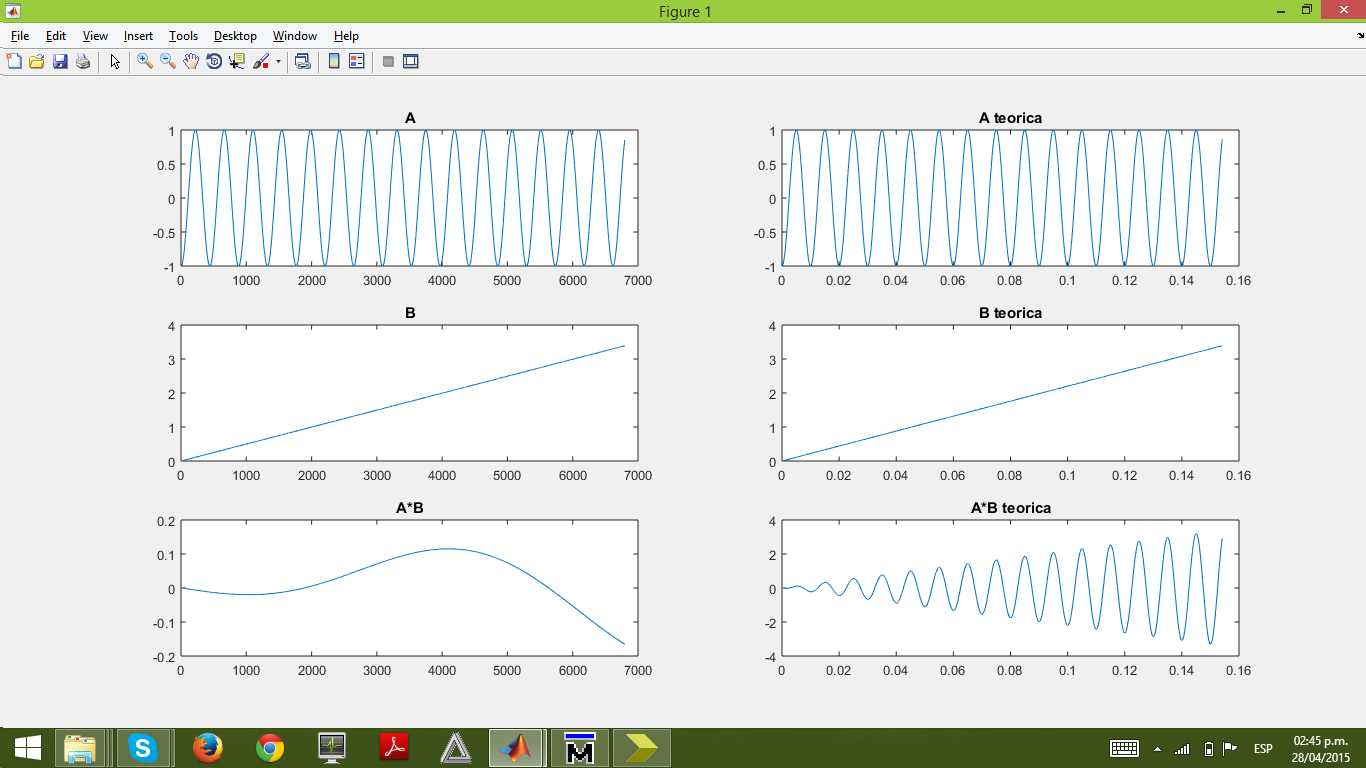 Figure 1
File Edit View Insert Tools Desktop Window Help
A
1
0.5
0
-0.5
-1
0 1000 2000 3000 4000 5000 6000 7000
A teorica
1
0.5
0
-0.5
-1
0 0.02 0.04 0.06 0.08 0.1 0.12 0.14 0.16
B
4
3
2
1
0
0 1000 2000 3000 4000 5000 6000 7000
B teorica
4
3
2
1
0
0 0.02 0.04 0.06 0.08 0.1 0.12 0.14 0.16
A*B
0.2
0.1
0
-0.1
-0.2
0 1000 2000 3000 4000 5000 6000 7000
A*B teorica
4
2
0
-2
-4
0 0.02 0.04 0.06 0.08 0.1 0.12 0.14 0.16
M
ESP
02:45 p.m.
28/04/2015